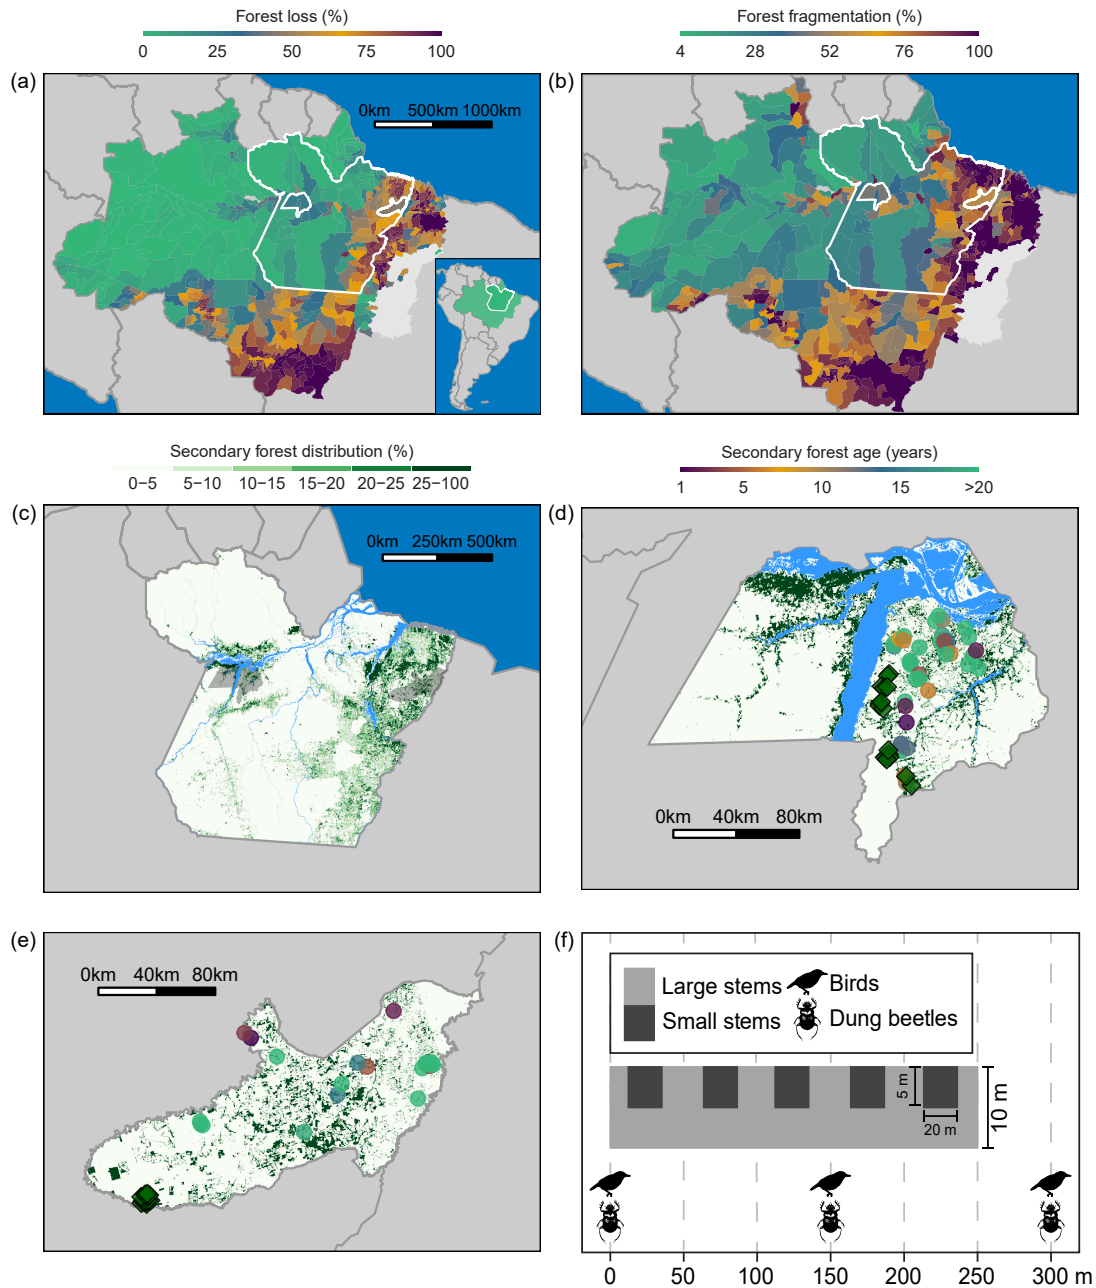 Forest loss (%)
0 25 50 75 100
Forest fragmentation (%)
4 28 52 76 100
(a)
0km 500km 1000km
(b)
Secondary forest distribution (%)
0−5 5−10 10−15 15−20 20−25 25−100
Secondary forest age (years)
1 5 10 15 >20
(c)
0km 250km 500km
(d)
0km 40km 80km
(e)
0km 40km 80km
(f)
Large stems Birds
Small stems Dung beetles
5 m
20 m
10 m
0 50 100 150 200 250 300 m